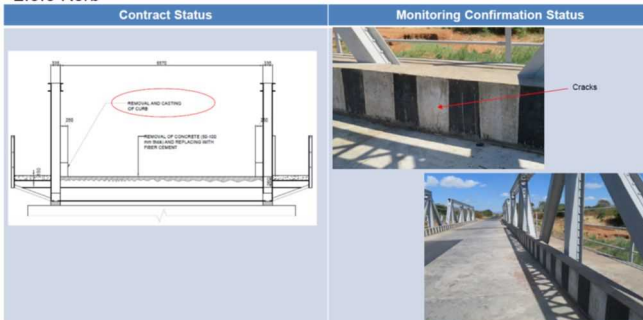 Contract Status
Monitoring Confirmation Status
REMOVAL AND CASTING
OF CURB
REMOVAL OF CONCRETE (50-100
mm thick) AND REPLACING WITH
FIBER CEMENT
Cracks